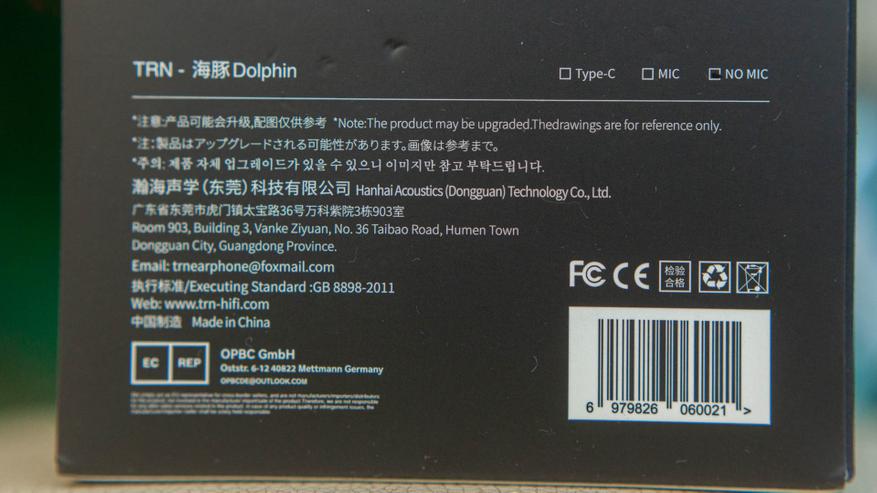 TRN - 海豚Dolphin
Type-C MIC NO MIC
*注意:产品可能会升级,配图仅供参考 *Note:The product may be upgraded.Thedrawings are for reference only.
*注:製品はアップグレードされる可能性があります。画像は参考まで。
*주의: 제품 자체 업그레이드가 있을 수 있으니 이미지만 참고 부탁드립니다.
瀚海声学(东莞)科技有限公司 Hanhai Acoustics (Dongguan) Technology Co., Ltd.
广东省东莞市虎门镇太宝路36号万科紫院3栋903室
Room 903, Building 3, Vanke Ziyuan, No. 36 Taibao Road, Humen Town
Dongguan City, Guangdong Province.
Email: trnearphone@foxmail.com
执行标准/Executing Standard :GB 8898-2011
Web: www.trn-hifi.com
中国制造 Made in China
FC CE 检验
合格
EC REP
OPBC GmbH
Oststr. 6-12 40822 Mettmann Germany
OPBCDE@OUTLOOK.COM
6 979826 060021 >